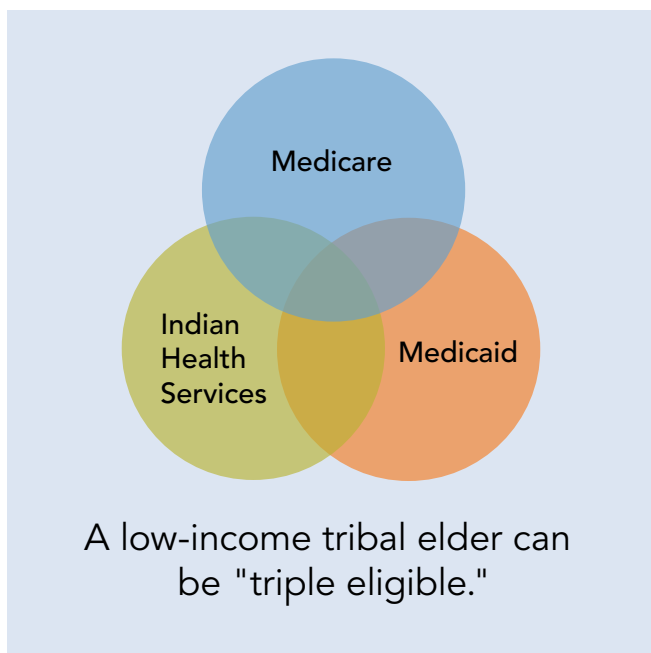 Medicare
Indian
Health
Services
Medicaid
A low-income tribal elder can
be "triple eligible."